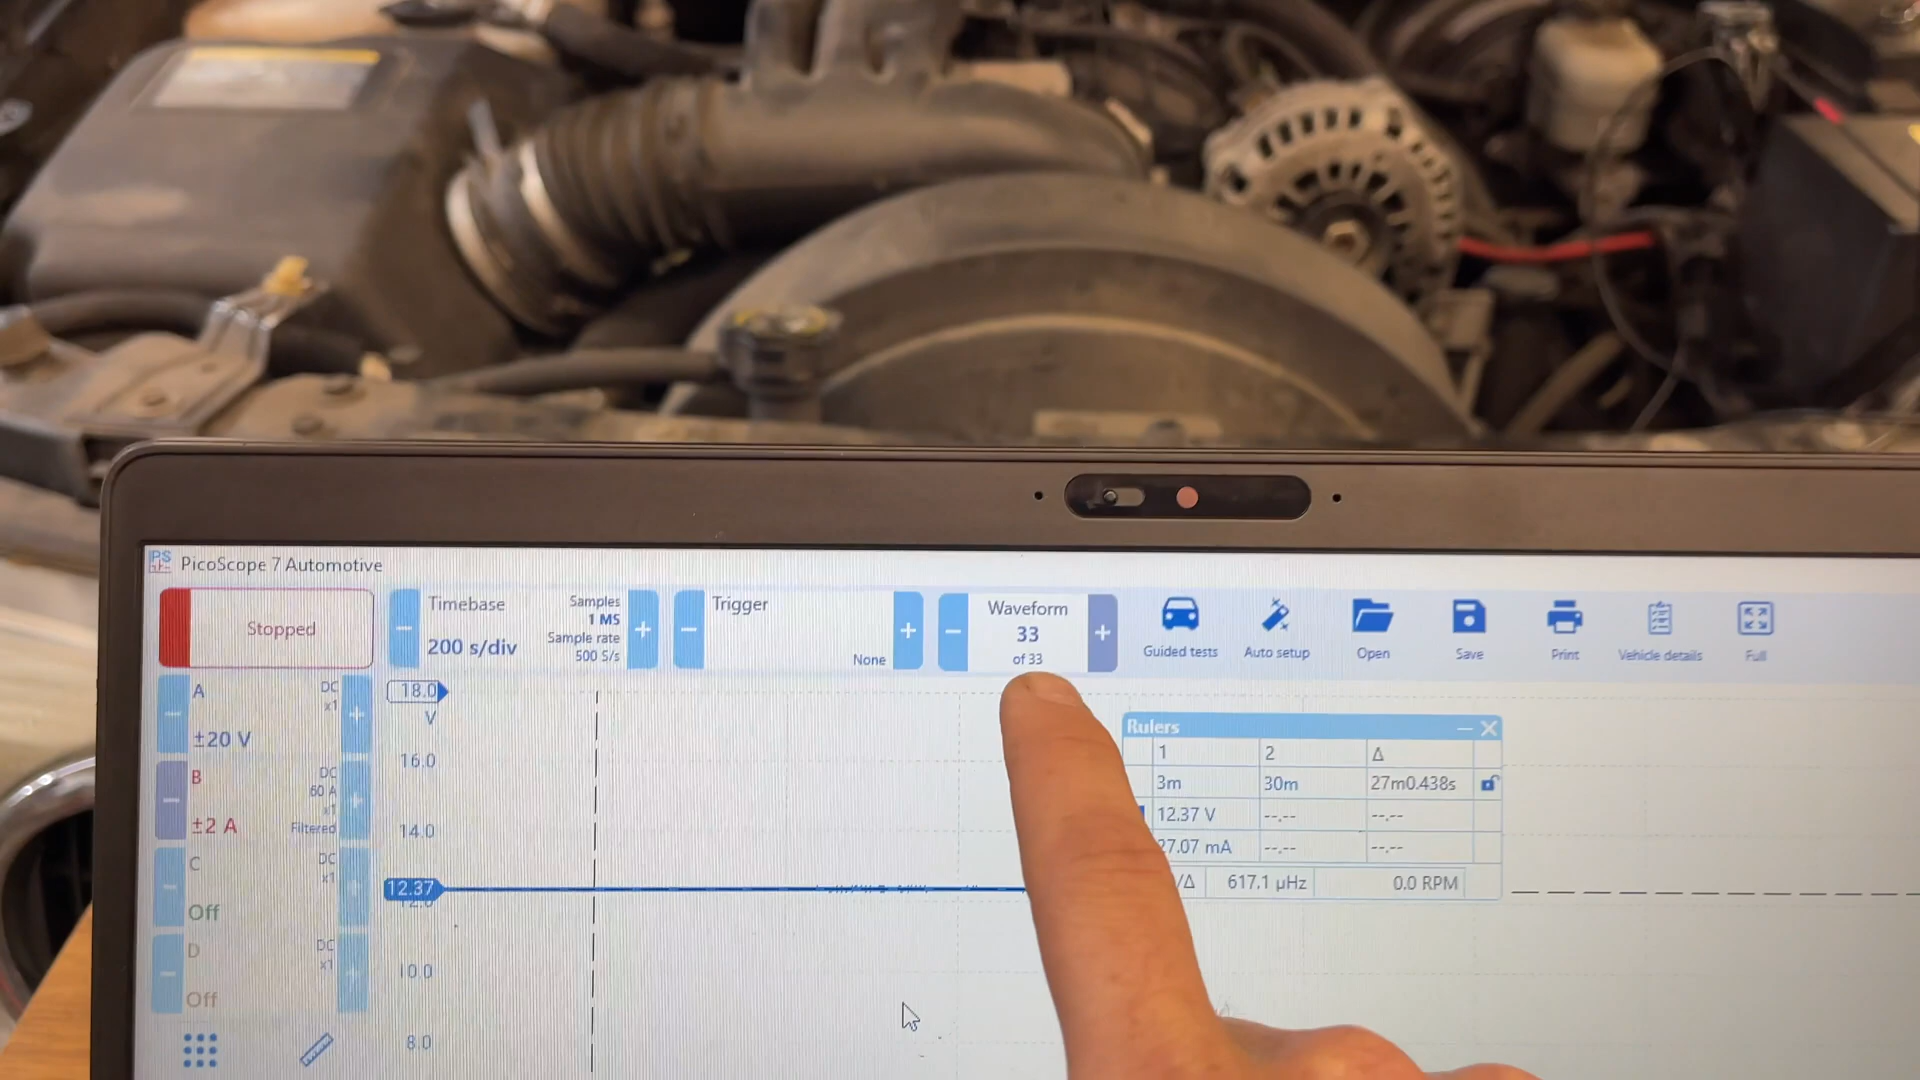 PS
PicoScope 7 Automotive
Stopped
Timebase
200 s/div
Samples
1 MS
Sample rate
500 S/s
Trigger
None
Waveform
33
of 33
Guided tests
Auto setup
Open
Save
Print
Vehicle details
Full
A
DC
x1
±20 V
B
DC
60 A
x1
Filtered
±2 A
C
DC
x1
Off
D
DC
x1
Off
18.0
V
16.0
14.0
12.37
12.0
10.0
8.0
Rulers
1 2 Δ
3m 30m 27m0.438s
12.37 V --.-- --.--
27.07 mA --.-- --.--
/Δ 617.1 µHz 0.0 RPM